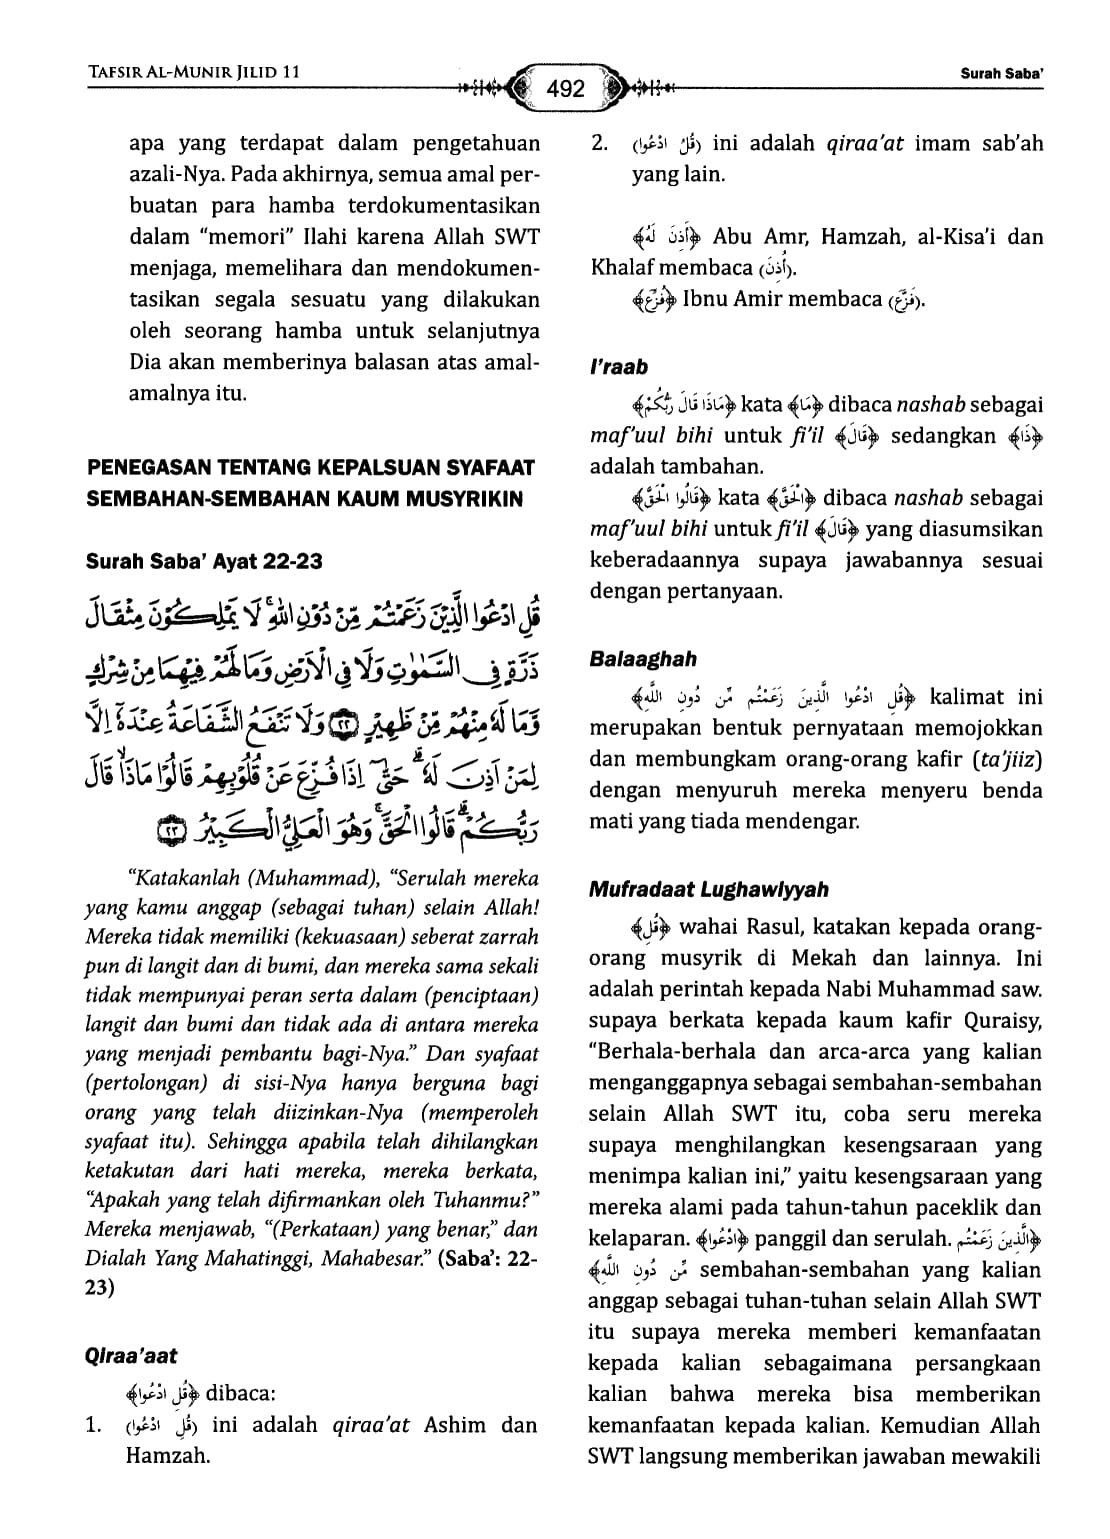 TAFSIR AL-MUNIR JILID 11
492
Surah Saba'
apa yang terdapat dalam pengetahuan
azali-Nya. Pada akhirnya, semua amal per-
buatan para hamba terdokumentasikan
dalam “memori” Ilahi karena Allah SWT
menjaga, memelihara dan mendokumen-
tasikan segala sesuatu yang dilakukan
oleh seorang hamba untuk selanjutnya
Dia akan memberinya balasan atas amal-
amalnya itu.
PENEGASAN TENTANG KEPALSUAN SYAFAAT
SEMBAHAN-SEMBAHAN KAUM MUSYRIKIN
Surah Saba’ Ayat 22-23
قُلِ ادْعُوا الَّذِيْنَ زَعَمْتُمْ مِّنْ دُوْنِ اللّٰهِۚ لَا يَمْلِكُوْنَ مِثْقَالَ
ذَرَّةٍ فِى السَّمٰوٰتِ وَلَا فِى الْاَرْضِ وَمَا لَهُمْ فِيْهِمَا مِنْ شِرْكٍ
وَّمَا لَهٗ مِنْهُمْ مِّنْ ظَهِيْرٍ ٢٢ وَلَا تَنْفَعُ الشَّفَاعَةُ عِنْدَهٗٓ اِلَّا
لِمَنْ اَذِنَ لَهٗۗ حَتّٰىٓ اِذَا فُزِّعَ عَنْ قُلُوْبِهِمْ قَالُوْا مَاذَاۙ قَالَ
رَبُّكُمْۗ قَالُوا الْحَقَّۚ وَهُوَ الْعَلِيُّ الْكَبِيْرُ ٢٣
“Katakanlah (Muhammad), “Serulah mereka
yang kamu anggap (sebagai tuhan) selain Allah!
Mereka tidak memiliki (kekuasaan) seberat zarrah
pun di langit dan di bumi, dan mereka sama sekali
tidak mempunyai peran serta dalam (penciptaan)
langit dan bumi dan tidak ada di antara mereka
yang menjadi pembantu bagi-Nya.” Dan syafaat
(pertolongan) di sisi-Nya hanya berguna bagi
orang yang telah diizinkan-Nya (memperoleh
syafaat itu). Sehingga apabila telah dihilangkan
ketakutan dari hati mereka, mereka berkata,
“Apakah yang telah difirmankan oleh Tuhanmu?”
Mereka menjawab, “(Perkataan) yang benar,” dan
Dialah Yang Mahatinggi, Mahabesar.” (Saba’: 22-
23)
Qiraa’aat
﴿قُلِ ادْعُوا﴾ dibaca:
1. (قُلِ ادْعُوا) ini adalah qiraa’at Ashim dan
Hamzah.
2. (قُلُ ادْعُوا) ini adalah qiraa’at imam sab’ah
yang lain.
﴿أَذِنَ لَهُ﴾ Abu Amr, Hamzah, al-Kisa’i dan
Khalaf membaca (أُذِنَ).
﴿فُزِّعَ﴾ Ibnu Amir membaca (فَزَّعَ).
I’raab
﴿مَاذَا قَالَ رَبُّكُمْ﴾ kata ﴿مَا﴾ dibaca nashab sebagai
maf’uul bihi untuk fi’il ﴿قَالَ﴾ sedangkan ﴿ذَا﴾
adalah tambahan.
﴿قَالُوا الْحَقَّ﴾ kata ﴿الْحَقَّ﴾ dibaca nashab sebagai
maf’uul bihi untuk fi’il ﴿قَالَ﴾ yang diasumsikan
keberadaannya supaya jawabannya sesuai
dengan pertanyaan.
Balaaghah
﴿قُلِ ادْعُوا الَّذِينَ زَعَمْتُم مِّن دُونِ اللَّهِ﴾ kalimat ini
merupakan bentuk pernyataan memojokkan
dan membungkam orang-orang kafir (ta’jiiz)
dengan menyuruh mereka menyeru benda
mati yang tiada mendengar.
Mufradaat Lughawiyyah
﴿قُلِ﴾ wahai Rasul, katakan kepada orang-
orang musyrik di Mekah dan lainnya. Ini
adalah perintah kepada Nabi Muhammad saw.
supaya berkata kepada kaum kafir Quraisy,
“Berhala-berhala dan arca-arca yang kalian
menganggapnya sebagai sembahan-sembahan
selain Allah SWT itu, coba seru mereka
supaya menghilangkan kesengsaraan yang
menimpa kalian ini,” yaitu kesengsaraan yang
mereka alami pada tahun-tahun paceklik dan
kelaparan. ﴿ادْعُوا﴾ panggil dan serulah. ﴿الَّذِينَ زَعَمْتُم
مِّن دُونِ اللَّهِ﴾ sembahan-sembahan yang kalian
anggap sebagai tuhan-tuhan selain Allah SWT
itu supaya mereka memberi kemanfaatan
kepada kalian sebagaimana persangkaan
kalian bahwa mereka bisa memberikan
kemanfaatan kepada kalian. Kemudian Allah
SWT langsung memberikan jawaban mewakili